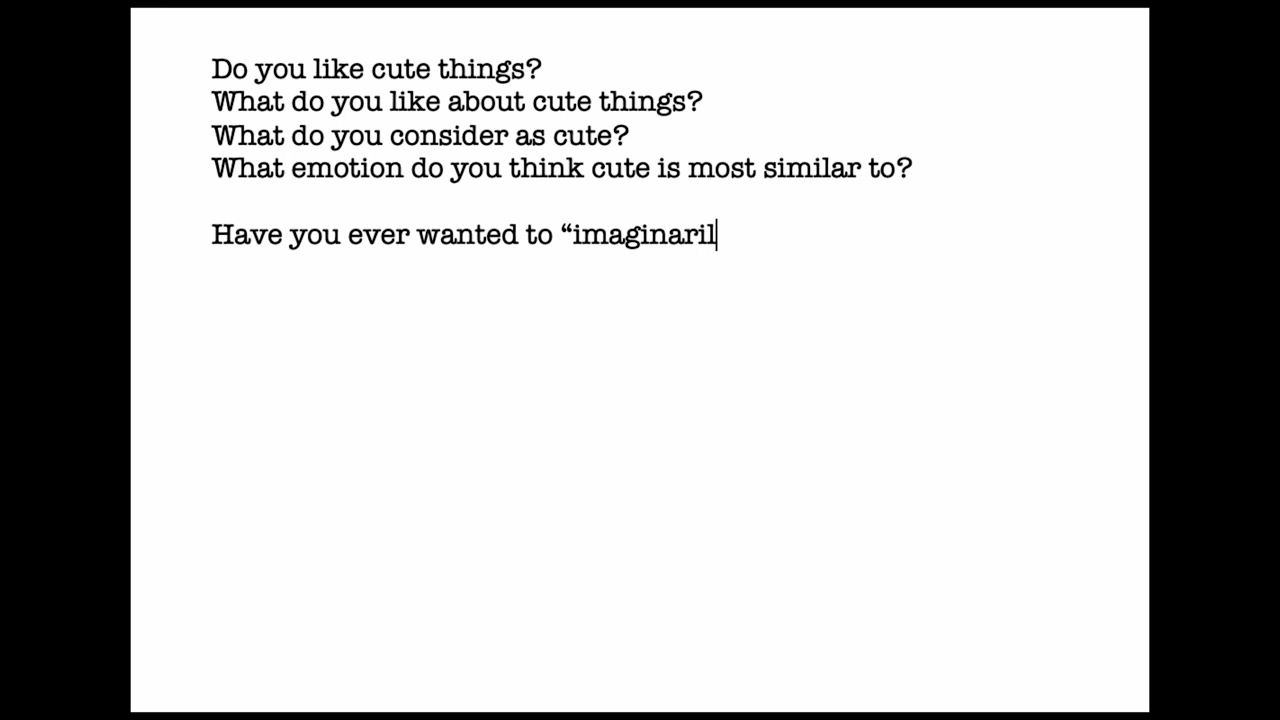 Do you like cute things?
What do you like about cute things?
What do you consider as cute?
What emotion do you think cute is most similar to?
Have you ever wanted to “imaginaril